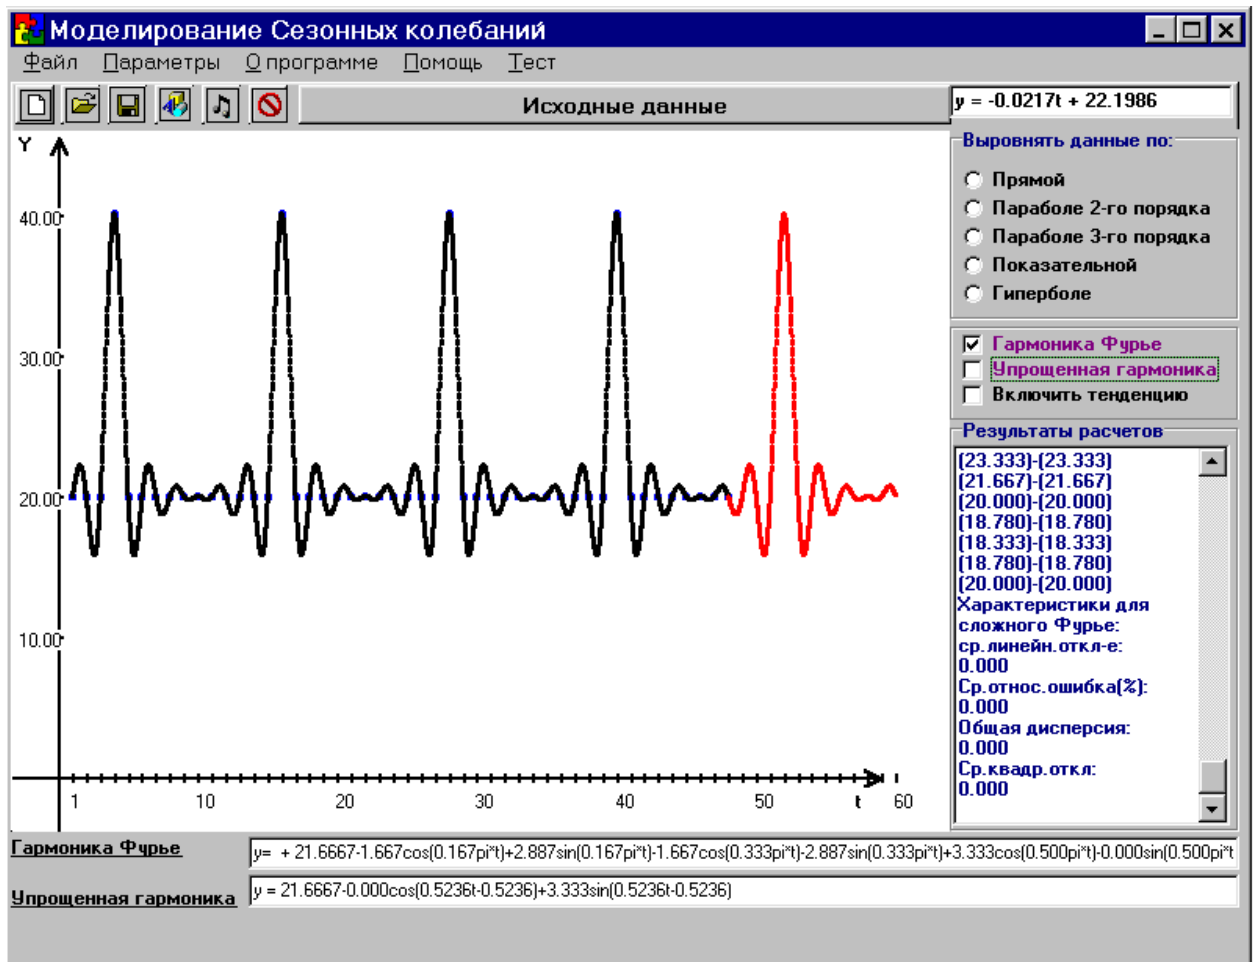 Моделирование Сезонных колебаний
Файл Параметры О программе Помощь Тест
Исходные данные
y = -0.0217t + 22.1986
Y
40.00
30.00
20.00
10.00
1 10 20 30 40 50 t 60
Выровнять данные по:
Прямой
Параболе 2-го порядка
Параболе 3-го порядка
Показательной
Гиперболе
Гармоника Фурье
Упрощенная гармоника
Включить тенденцию
Результаты расчетов
(23.333)-(23.333)
(21.667)-(21.667)
(20.000)-(20.000)
(18.780)-(18.780)
(18.333)-(18.333)
(18.780)-(18.780)
(20.000)-(20.000)
Характеристики для
сложного Фурье:
ср.линейн.откл-е:
0.000
Ср.относ.ошибка(%):
0.000
Общая дисперсия:
0.000
Ср.квадр.откл:
0.000
Гармоника Фурье
y=  + 21.6667-1.667cos(0.167pi*t)+2.887sin(0.167pi*t)-1.667cos(0.333pi*t)-2.887sin(0.333pi*t)+3.333cos(0.500pi*t)-0.000sin(0.500pi*t
Упрощенная гармоника
y = 21.6667-0.000cos(0.5236t-0.5236)+3.333sin(0.5236t-0.5236)